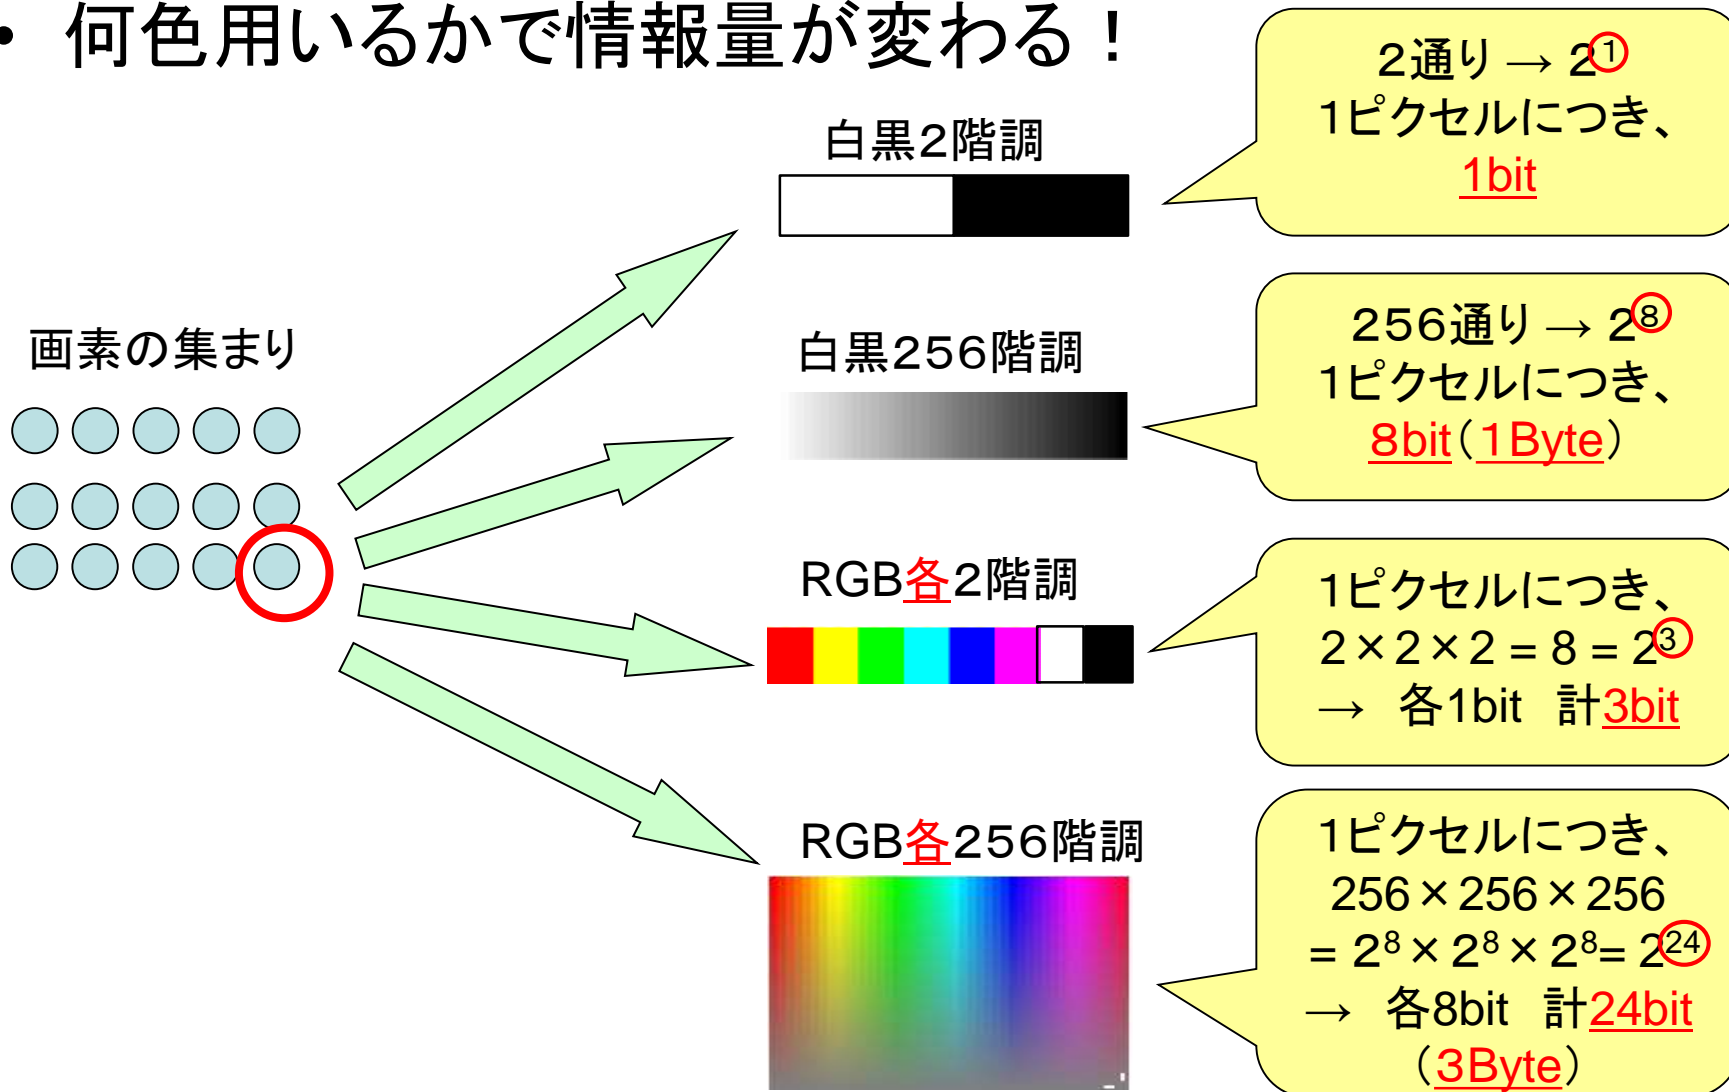 • 何色用いるかで情報量が変わる！
画素の集まり
白黒２階調
２通り → ２¹
１ピクセルにつき、
1bit
白黒２５６階調
２５６通り → ２⁸
１ピクセルにつき、
８bit（１Byte）
RGB各２階調
１ピクセルにつき、
２×２×２ = ８ = ２³
→ 各1bit 計3bit
RGB各２５６階調
１ピクセルにつき、
256×256×256
= ２⁸×２⁸×２⁸= ２²⁴
→ 各8bit 計24bit
（３Byte）